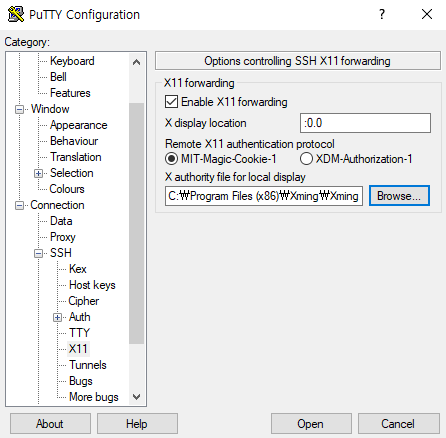 PuTTY Configuration
?
Category:
Keyboard
Bell
Features
Window
Appearance
Behaviour
Translation
Selection
Colours
Connection
Data
Proxy
SSH
Kex
Host keys
Cipher
Auth
TTY
X11
Tunnels
Bugs
More bugs
Options controlling SSH X11 forwarding
X11 forwarding
Enable X11 forwarding
X display location :0.0
Remote X11 authentication protocol
MIT-Magic-Cookie-1 XDM-Authorization-1
X authority file for local display
C:₩Program Files (x86)₩Xming₩Xming Browse...
About Help Open Cancel